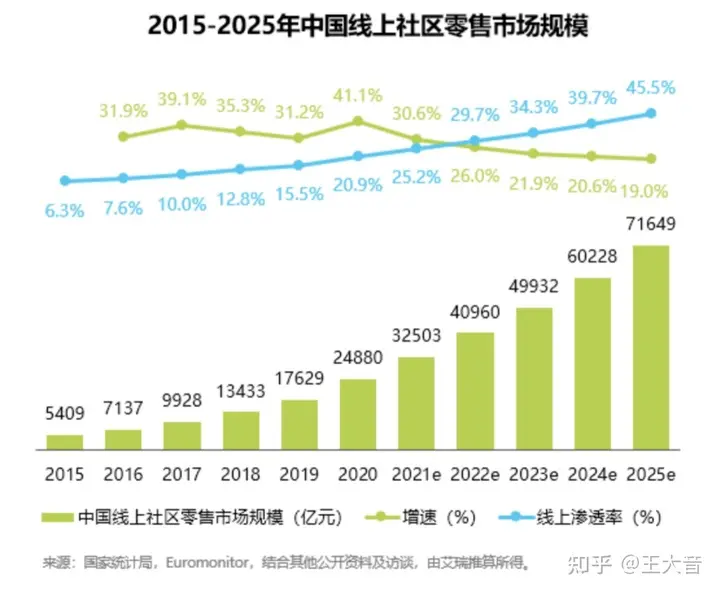 2015-2025年中国线上社区零售市场规模
31.9% 39.1% 35.3% 31.2% 41.1% 30.6% 29.7% 34.3% 39.7% 45.5%
6.3% 7.6% 10.0% 12.8% 15.5% 20.9% 25.2% 26.0% 21.9% 20.6% 19.0%
5409 7137 9928 13433 17629 24880 32503 40960 49932 60228 71649
2015 2016 2017 2018 2019 2020 2021e 2022e 2023e 2024e 2025e
中国线上社区零售市场规模（亿元） 增速（%） 线上渗透率（%）
来源：国家统计局，Euromonitor，结合其他公开资料及访谈，由艾瑞推算所得。
知乎 @王大音